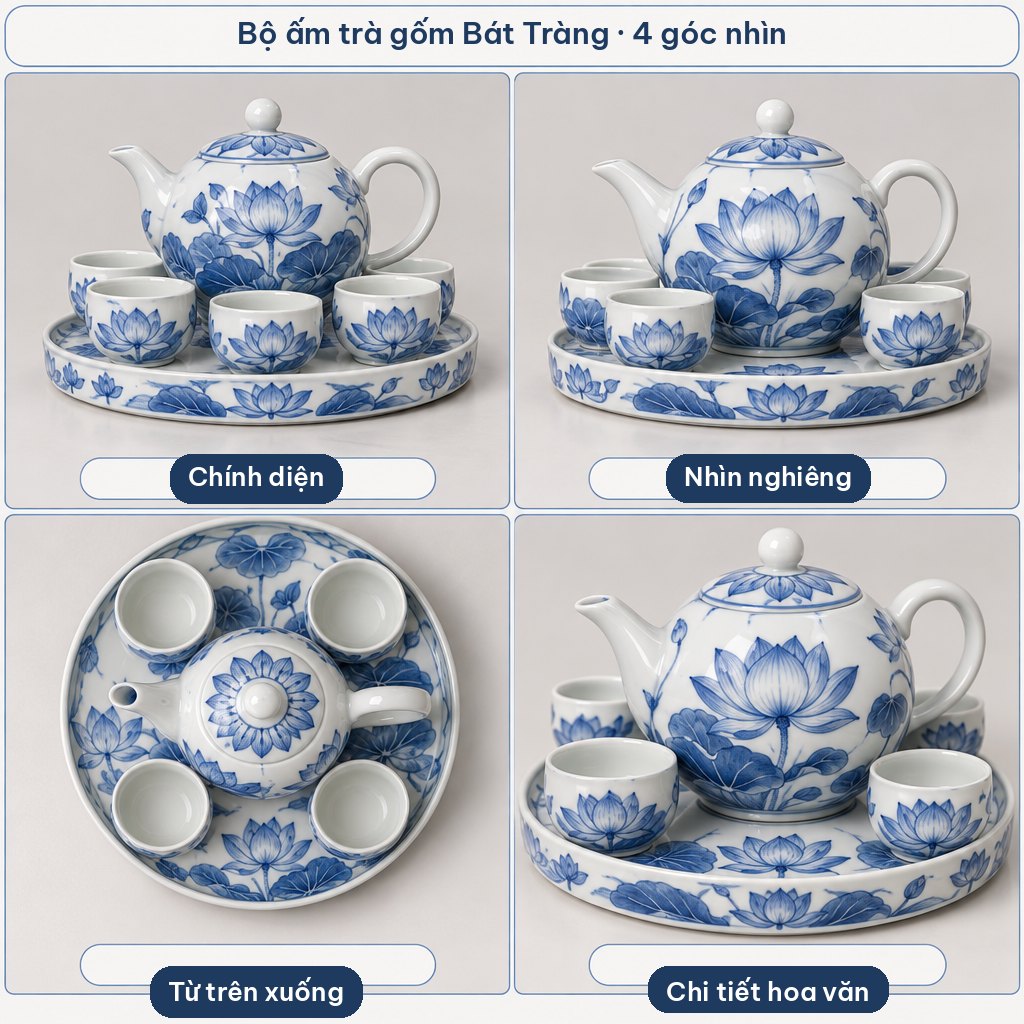 Bộ ấm trà gốm Bát Tràng · 4 góc nhìn
Chính diện
Nhìn nghiêng
Từ trên xuống
Chi tiết hoa văn